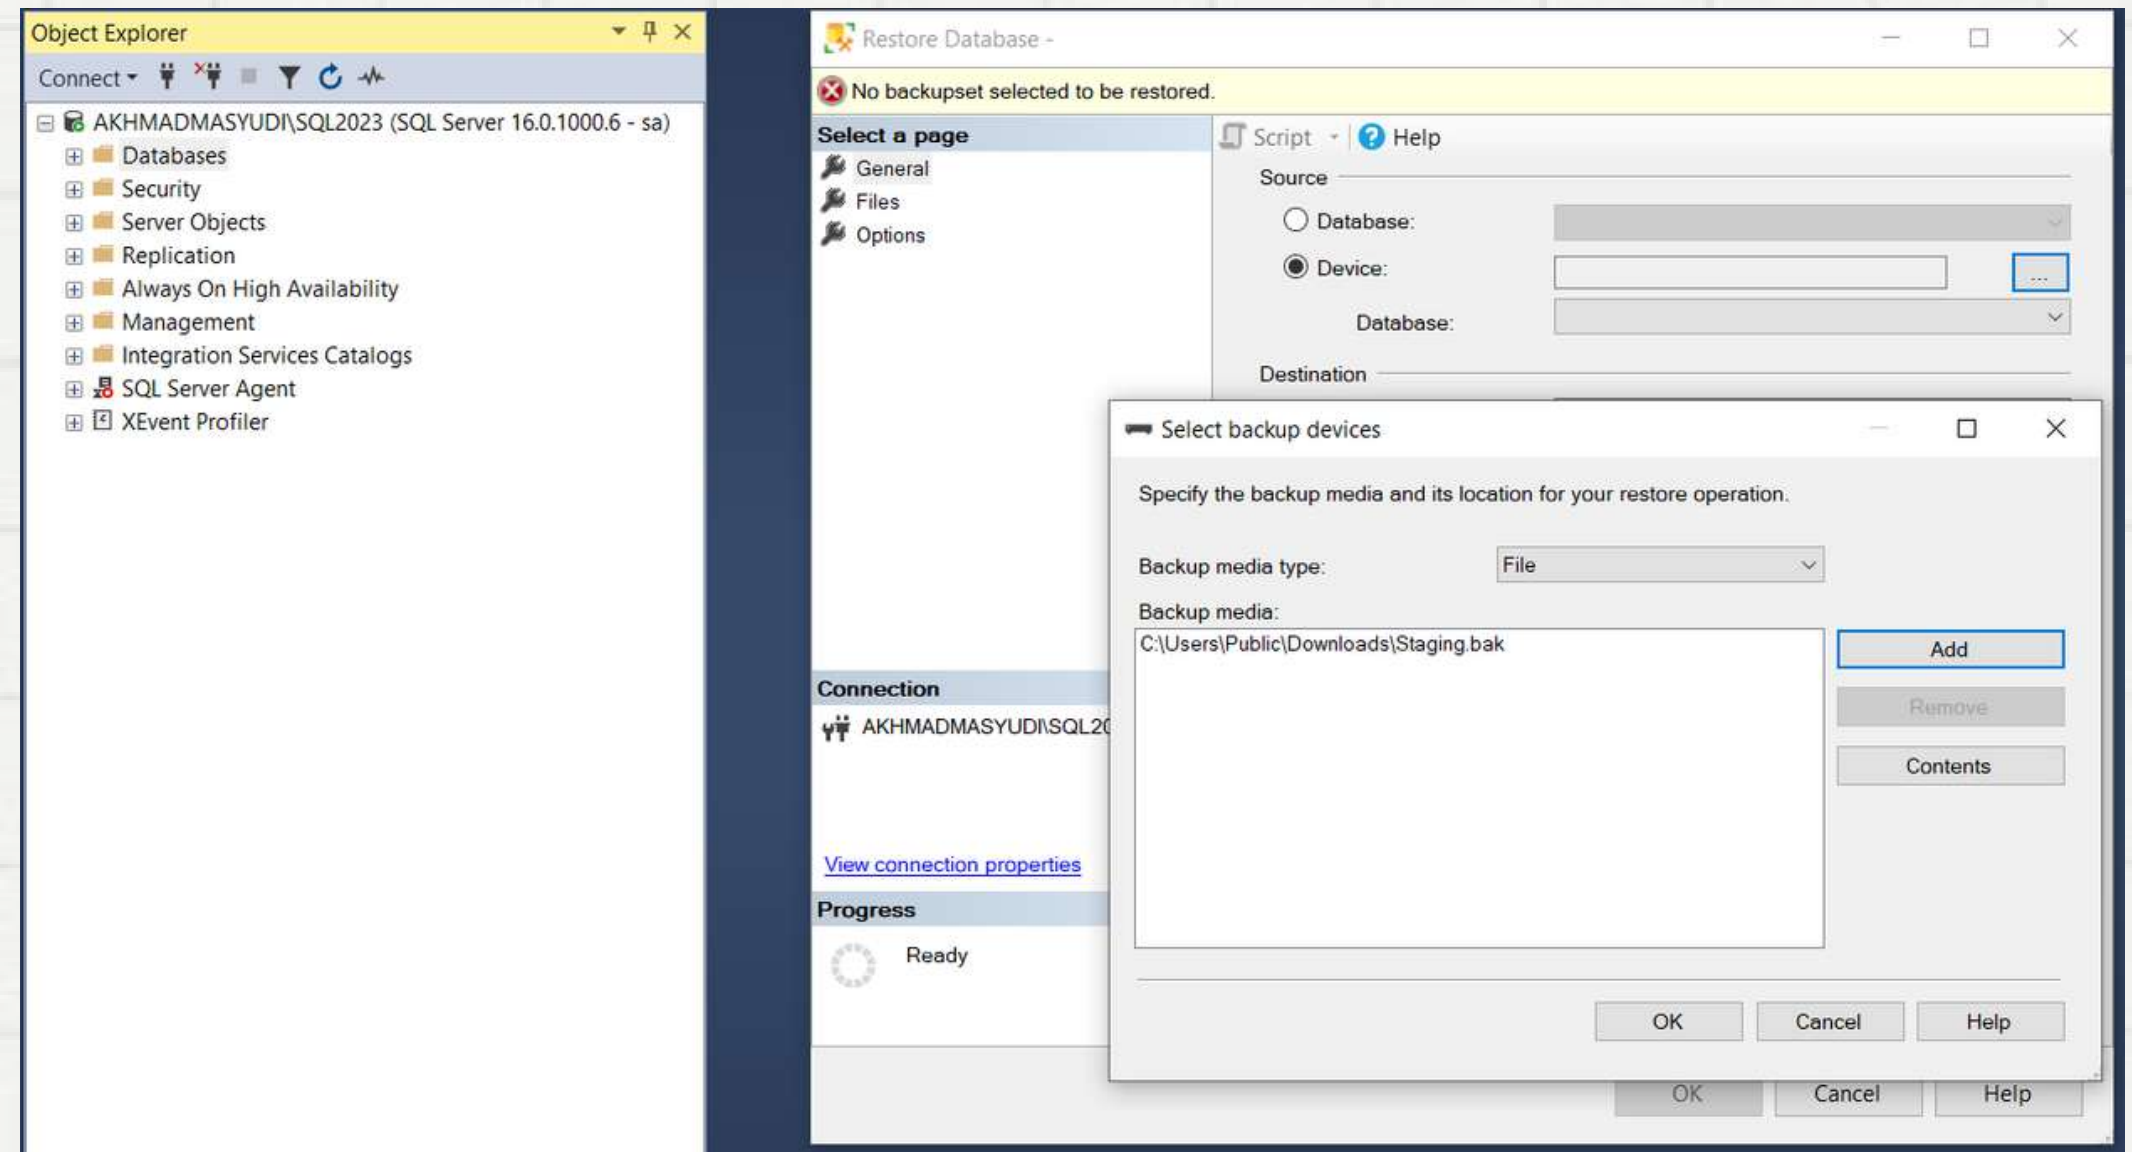 Object Explorer
Connect
AKHMADMASYUDI\SQL2023 (SQL Server 16.0.1000.6 - sa)
Databases
Security
Server Objects
Replication
Always On High Availability
Management
Integration Services Catalogs
SQL Server Agent
XEvent Profiler
Restore Database -
No backupset selected to be restored.
Select a page
General
Files
Options
Script
Help
Source
Database:
Device:
...
Database:
Destination
Connection
AKHMADMASYUDI\SQL20
View connection properties
Progress
Ready
Select backup devices
Specify the backup media and its location for your restore operation.
Backup media type:
File
Backup media:
C:\Users\Public\Downloads\Staging.bak
Add
Remove
Contents
OK
Cancel
Help
OK
Cancel
Help